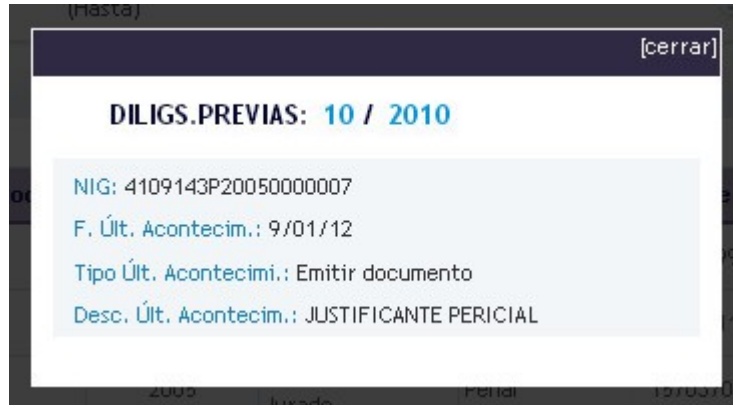 (Hasta)
[cerrar]
DILIGS.PREVIAS: 10 / 2010
NIG: 4109143P20050000007
F. Últ. Acontecim.: 9/01/12
Tipo Últ. Acontecimi.: Emitir documento
Desc. Últ. Acontecim.: JUSTIFICANTE PERICIAL
2005 Jurado Penal